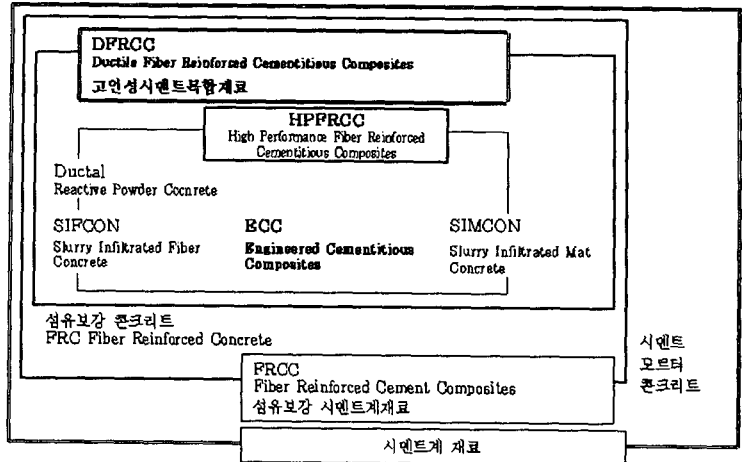 DFRCC
Ductile Fiber Reinforced Cementitious Composites
고인성시멘트복합재료
HPFRCC
High Performance Fiber Reinforced
Cementitious Composites
Ductal
Reactive Powder Cocnrete
SIFCON
Slurry Infiltrated Fiber
Concrete
ECC
Engineered Cementitious
Composites
SIMCON
Slurry Infiltrated Mat
Concrete
섬유보강 콘크리트
FRC Fiber Reinforced Concrete
시멘트
모르터
콘크리트
FRCC
Fiber Reinforced Cement Composites
섬유보강 시멘트계재료
시멘트계 재료